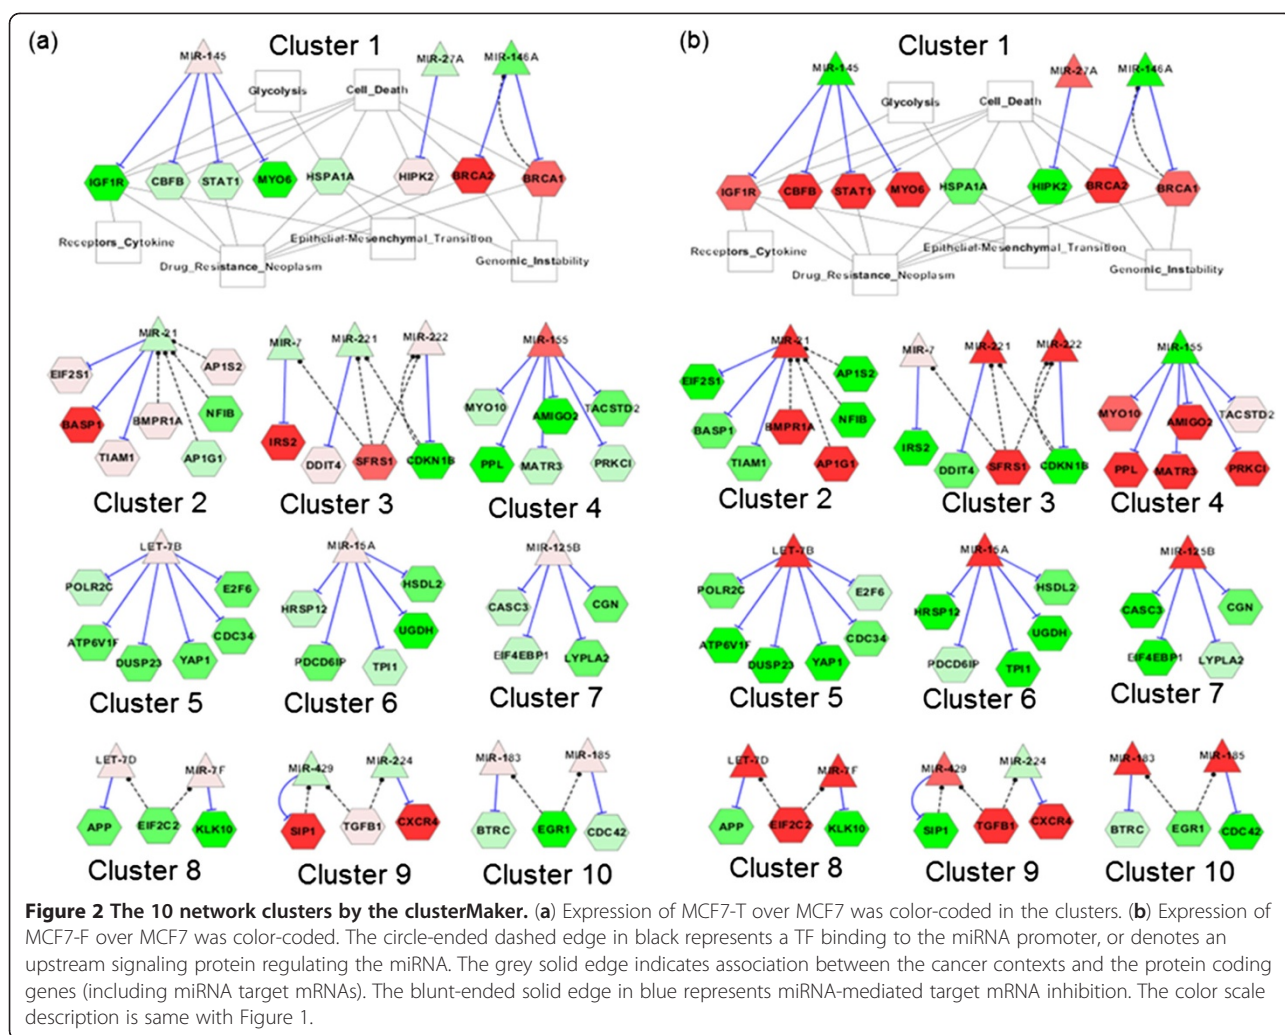 (a)
Cluster 1
MIR-145
MIR-27A
MIR-146A
Glycolysis
Cell_Death
IGF1R
CBFB
STAT1
MYO6
HSPA1A
HIPK2
BRCA2
BRCA1
Receptors_Cytokine
Epithelial-Mesenchymal_Transition
Drug_Resistance_Neoplasm
Genomic_Instability
MIR-21
EIF2S1
AP1S2
BASP1
BMPR1A
NFIB
TIAM1
AP1G1
Cluster 2
MIR-7
MIR-221
MIR-222
IRS2
DDIT4
SFRS1
CDKN1B
Cluster 3
MIR-155
MYO10
AMIGO2
TACSTD2
PPL
MATR3
PRKCI
Cluster 4
LET-7B
POLR2C
E2F6
ATP6V1F
CDC34
DUSP23
YAP1
Cluster 5
MIR-15A
HRSP12
HSDL2
UGDH
PDCD6IP
TPI1
Cluster 6
MIR-125B
CASC3
CGN
EIF4EBP1
LYPLA2
Cluster 7
LET-7D
MIR-7F
APP
EIF2C2
KLK10
Cluster 8
MIR-429
MIR-224
SIP1
TGFB1
CXCR4
Cluster 9
MIR-183
MIR-185
BTRC
EGR1
CDC42
Cluster 10
(b)
Cluster 1
MIR-145
MIR-27A
MIR-146A
Glycolysis
Cell_Death
IGF1R
CBFB
STAT1
MYO6
HSPA1A
HIPK2
BRCA2
BRCA1
Receptors_Cytokine
Epithelial-Mesenchymal_Transition
Drug_Resistance_Neoplasm
Genomic_Instability
MIR-21
EIF2S1
AP1S2
BASP1
BMPR1A
NFIB
TIAM1
AP1G1
Cluster 2
MIR-7
MIR-221
MIR-222
IRS2
DDIT4
SFRS1
CDKN1B
Cluster 3
MIR-155
MYO10
AMIGO2
TACSTD2
PPL
MATR3
PRKCI
Cluster 4
LET-7B
POLR2C
E2F6
ATP6V1F
CDC34
DUSP23
YAP1
Cluster 5
MIR-15A
HRSP12
HSDL2
UGDH
PDCD6IP
TPI1
Cluster 6
MIR-125B
CASC3
CGN
EIF4EBP1
LYPLA2
Cluster 7
LET-7D
MIR-7F
APP
EIF2C2
KLK10
Cluster 8
MIR-429
MIR-224
SIP1
TGFB1
CXCR4
Cluster 9
MIR-183
MIR-185
BTRC
EGR1
CDC42
Cluster 10
Figure 2 The 10 network clusters by the clusterMaker. (a) Expression of MCF7-T over MCF7 was color-coded in the clusters. (b) Expression of
MCF7-F over MCF7 was color-coded. The circle-ended dashed edge in black represents a TF binding to the miRNA promoter, or denotes an
upstream signaling protein regulating the miRNA. The grey solid edge indicates association between the cancer contexts and the protein coding
genes (including miRNA target mRNAs). The blunt-ended solid edge in blue represents miRNA-mediated target mRNA inhibition. The color scale
description is same with Figure 1.